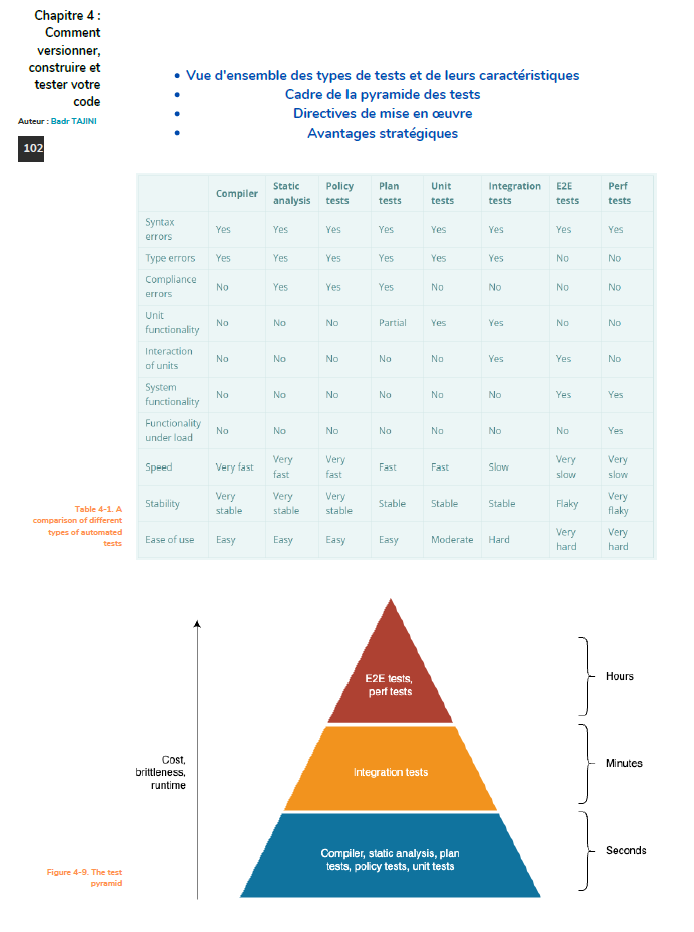 Chapitre 4 :
Comment
versionner,
construire et
tester votre
code
Auteur : Badr TAJINI
102
• Vue d'ensemble des types de tests et de leurs caractéristiques
• Cadre de la pyramide des tests
• Directives de mise en œuvre
• Avantages stratégiques
Compiler Static analysis Policy tests Plan tests Unit tests Integration tests E2E tests Perf tests
Syntax errors Yes Yes Yes Yes Yes Yes Yes Yes
Type errors Yes Yes Yes Yes Yes Yes No No
Compliance errors No Yes Yes Yes No No No No
Unit functionality No No No Partial Yes Yes No No
Interaction of units No No No No No Yes Yes No
System functionality No No No No No No Yes Yes
Functionality under load No No No No No No No Yes
Speed Very fast Very fast Very fast Fast Fast Slow Very slow Very slow
Stability Very stable Very stable Very stable Stable Stable Stable Flaky Very flaky
Ease of use Easy Easy Easy Easy Moderate Hard Very hard Very hard
Table 4-1. A
comparison of different
types of automated
tests
E2E tests,
perf tests
Hours
Integration tests
Minutes
Cost,
brittleness,
runtime
Compiler, static analysis, plan
tests, policy tests, unit tests
Seconds
Figure 4-9. The test
pyramid